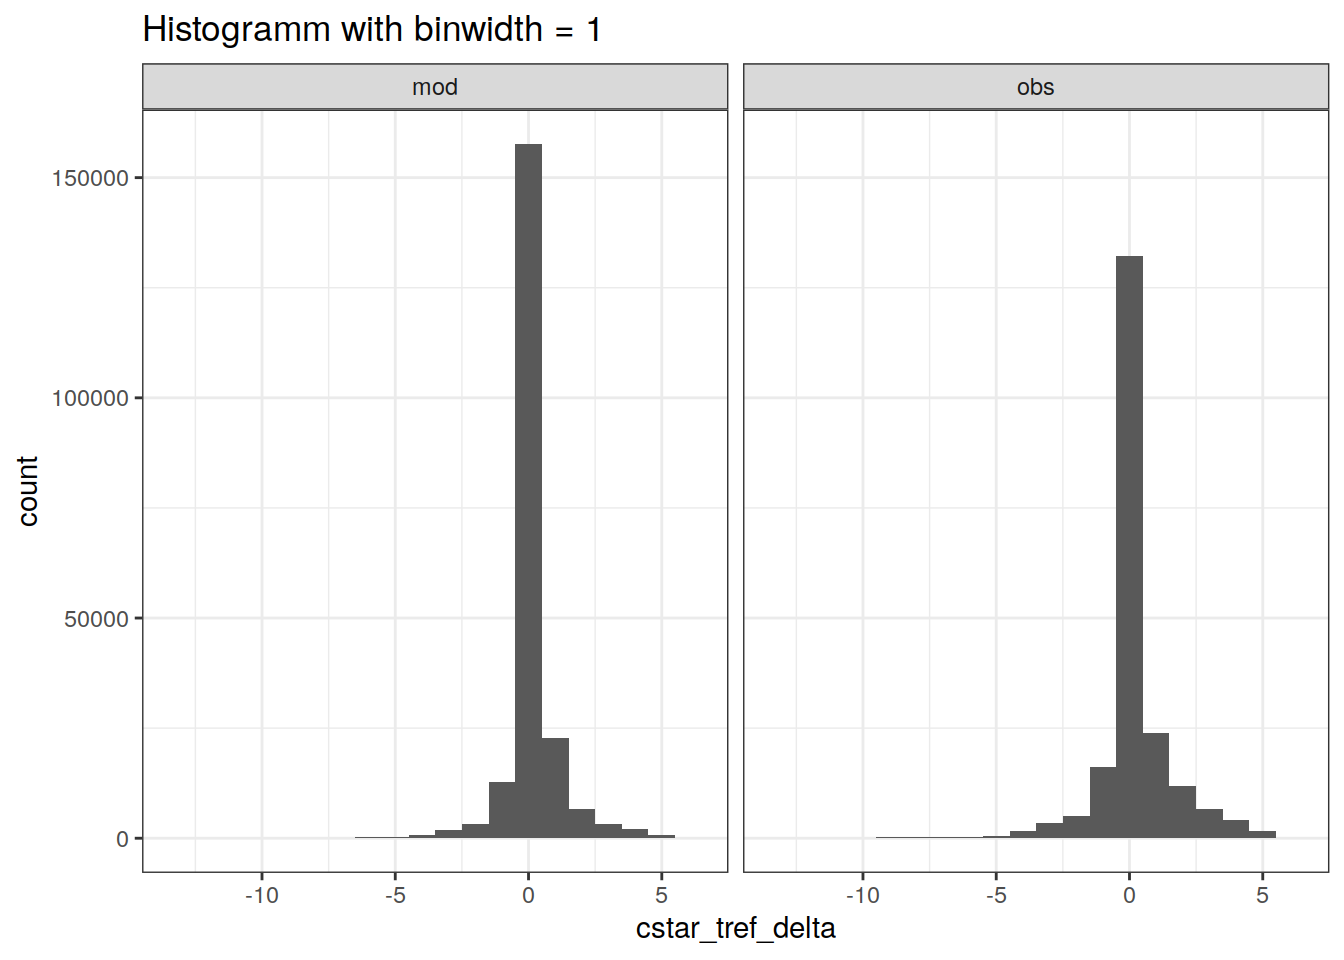 Histogramm with binwidth = 1
mod
obs
150000
100000
50000
0
count
-10 -5 0 5
-10 -5 0 5
cstar_tref_delta